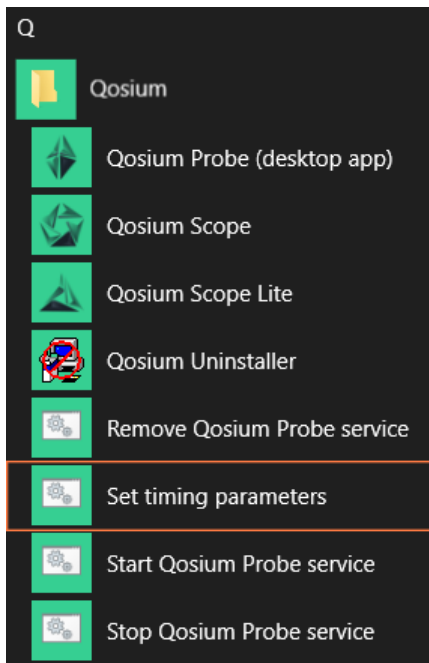 Q
Qosium
Qosium Probe (desktop app)
Qosium Scope
Qosium Scope Lite
Qosium Uninstaller
Remove Qosium Probe service
Set timing parameters
Start Qosium Probe service
Stop Qosium Probe service